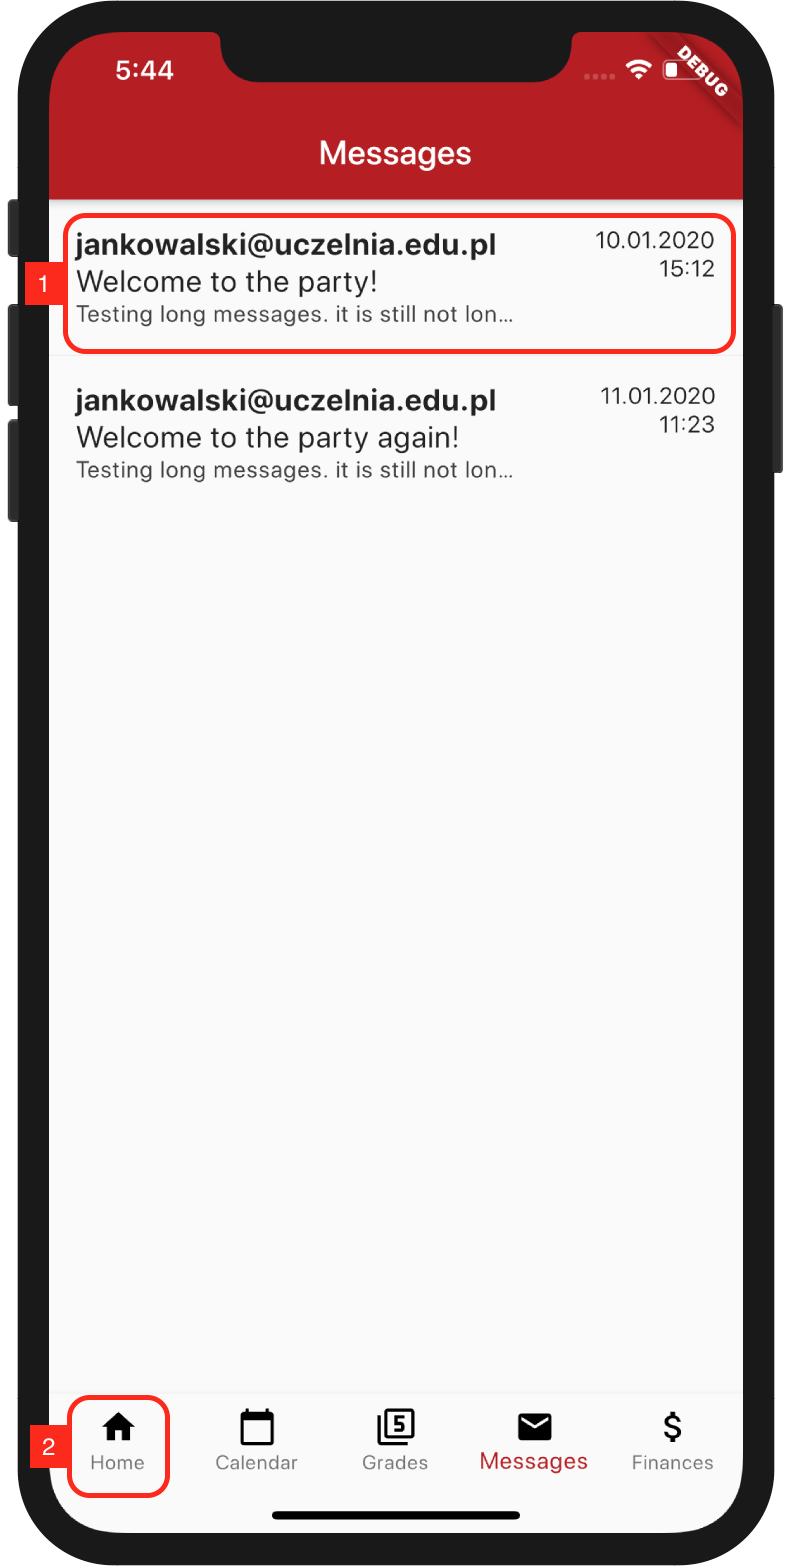 5:44
DEBUG
Messages
1
jankowalski@uczelnia.edu.pl 10.01.2020
Welcome to the party! 15:12
Testing long messages. it is still not lon...
jankowalski@uczelnia.edu.pl 11.01.2020
Welcome to the party again! 11:23
Testing long messages. it is still not lon...
5 $
2
Home Calendar Grades Messages Finances